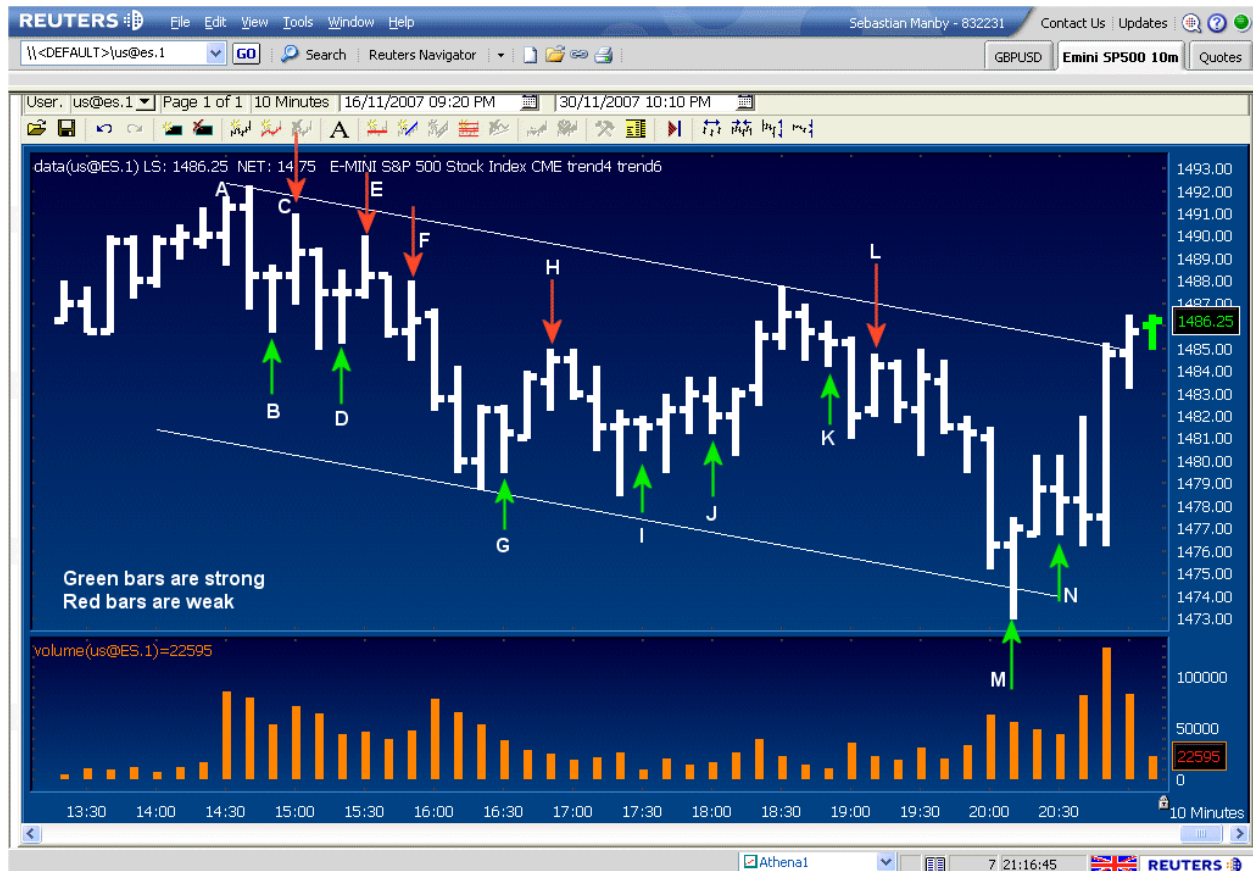 REUTERS File Edit View Tools Window Help Sebastian Manby - 832231 Contact Us Updates
\\<DEFAULT>\us@es.1 GO Search Reuters Navigator GBPUSD Emini SP500 10m Quotes
User. us@es.1 Page 1 of 1 10 Minutes 16/11/2007 09:20 PM 30/11/2007 10:10 PM
A
data(us@ES.1) LS: 1486.25 NET: 14.75 E-MINI S&P 500 Stock Index CME trend4 trend6
1493.00
1492.00
1491.00
1490.00
1489.00
1488.00
1487.00
1486.25
1485.00
1484.00
1483.00
1482.00
1481.00
1480.00
1479.00
1478.00
1477.00
1476.00
1475.00
1474.00
1473.00
A
B
C
D
E
F
G
H
I
J
K
L
M
N
Green bars are strong
Red bars are weak
volume(us@ES.1)=22595
100000
50000
22595
0
13:30 14:00 14:30 15:00 15:30 16:00 16:30 17:00 17:30 18:00 18:30 19:00 19:30 20:00 20:30 10 Minutes
Athena1 7 21:16:45 REUTERS